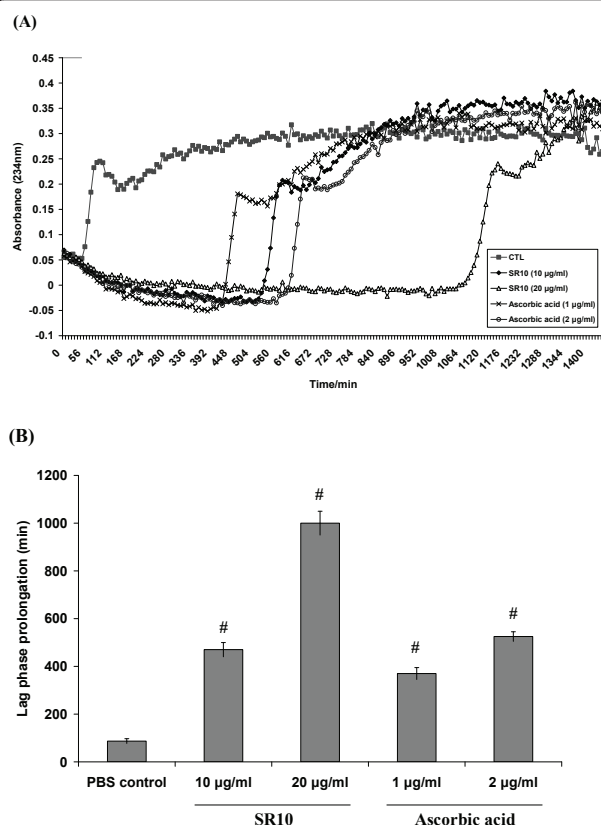 (A)
0.45
0.4
0.35
0.3
0.25
0.2
0.15
0.1
0.05
0
-0.05
-0.1
Absorbance (234nm)
CTL
SR10 (10 µg/ml)
SR10 (20 µg/ml)
Ascorbic acid (1 µg/ml)
Ascorbic acid (2 µg/ml)
0 56 112 168 224 280 336 392 448 504 560 616 672 728 784 840 896 952 1008 1064 1120 1176 1232 1288 1344 1400
Time/min
(B)
1200
1000
800
600
400
200
0
Lag phase prolongation (min)
# # # #
PBS control 10 µg/ml 20 µg/ml 1 µg/ml 2 µg/ml
SR10 Ascorbic acid